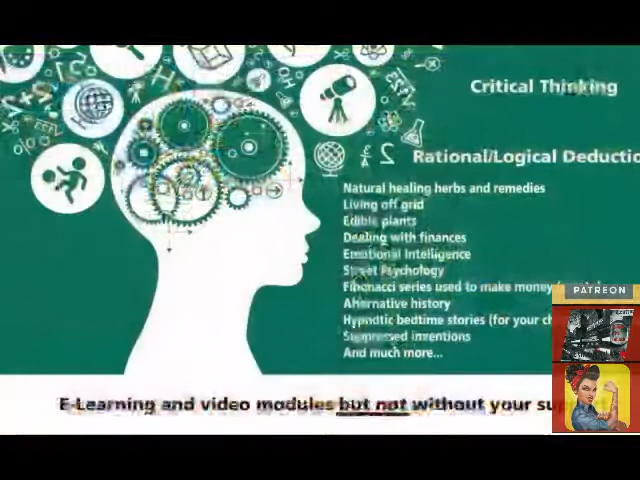 Critical Thinking
Rational/Logical Deductio
Natural healing herbs and remedies
Living off grid
Edible plants
Dealing with finances
Emotional Intelligence
Street Psychology
Fibonacci series used to make money
Alternative history
Hypnotic bedtime stories (for your ch
Suppressed inventions
And much more...
PATREON
E-Learning and video modules but not without your sup